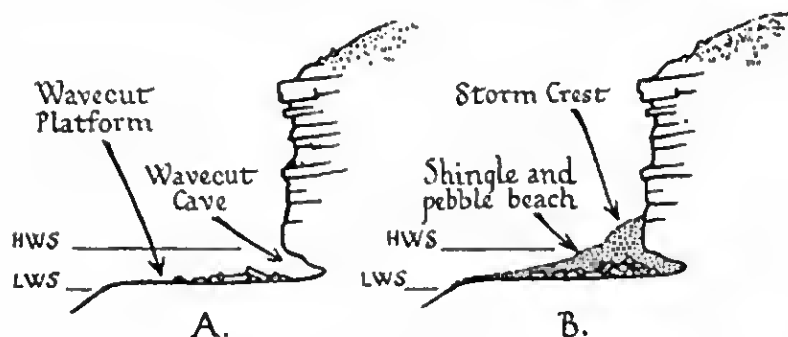 Wavecut
Platform
Wavecut
Cave
HWS
LWS
A.
Storm Crest
Shingle and
pebble beach
HWS
LWS
B.